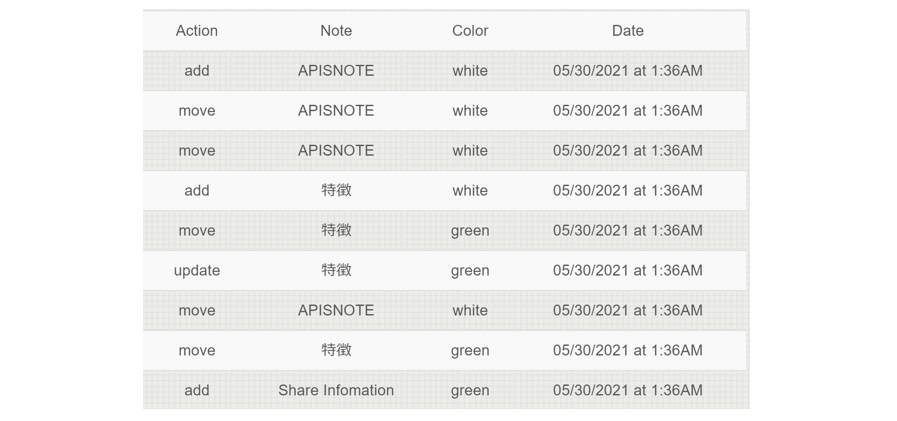 Action Note Color Date
add APISNOTE white 05/30/2021 at 1:36AM
move APISNOTE white 05/30/2021 at 1:36AM
move APISNOTE white 05/30/2021 at 1:36AM
add 特徴 white 05/30/2021 at 1:36AM
move 特徴 green 05/30/2021 at 1:36AM
update 特徴 green 05/30/2021 at 1:36AM
move APISNOTE white 05/30/2021 at 1:36AM
move 特徴 green 05/30/2021 at 1:36AM
add Share Infomation green 05/30/2021 at 1:36AM